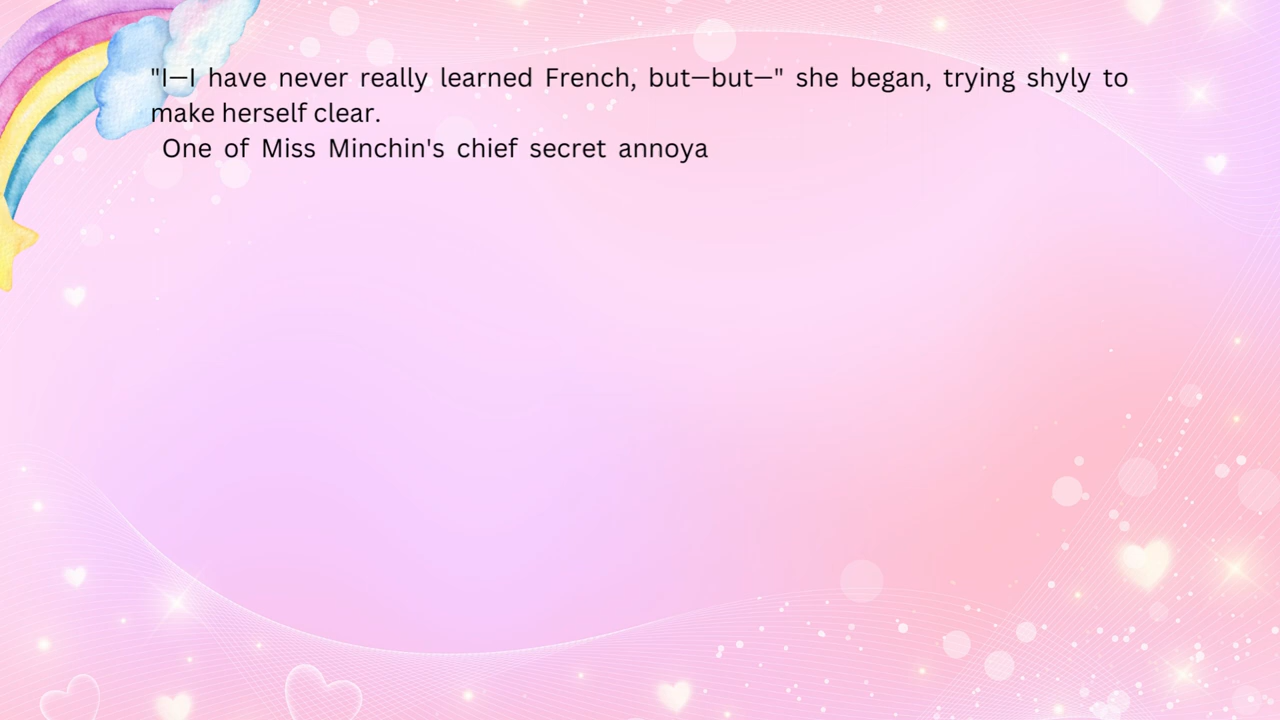 "I—I have never really learned French, but—but—" she began, trying shyly to
make herself clear.
One of Miss Minchin's chief secret annoya